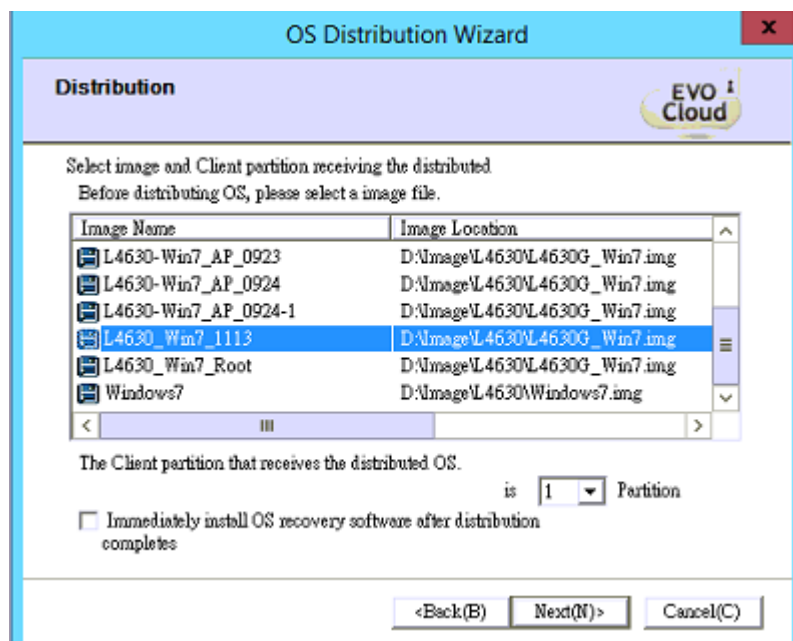 OS Distribution Wizard
x
Distribution
EVO
Cloud
Select image and Client partition receiving the distributed
Before distributing OS, please select a image file.
Image Name Image Location
L4630-Win7_AP_0923 D:\Image\L4630\L4630G_Win7.img
L4630-Win7_AP_0924 D:\Image\L4630\L4630G_Win7.img
L4630-Win7_AP_0924-1 D:\Image\L4630\L4630G_Win7.img
L4630_Win7_1113 D:\Image\L4630\L4630G_Win7.img
L4630_Win7_Root D:\Image\L4630\L4630G_Win7.img
Windows7 D:\Image\L4630\Windows7.img
The Client partition that receives the distributed OS.
is 1 Partition
Immediately install OS recovery software after distribution
completes
<Back(B) Next(N)> Cancel(C)